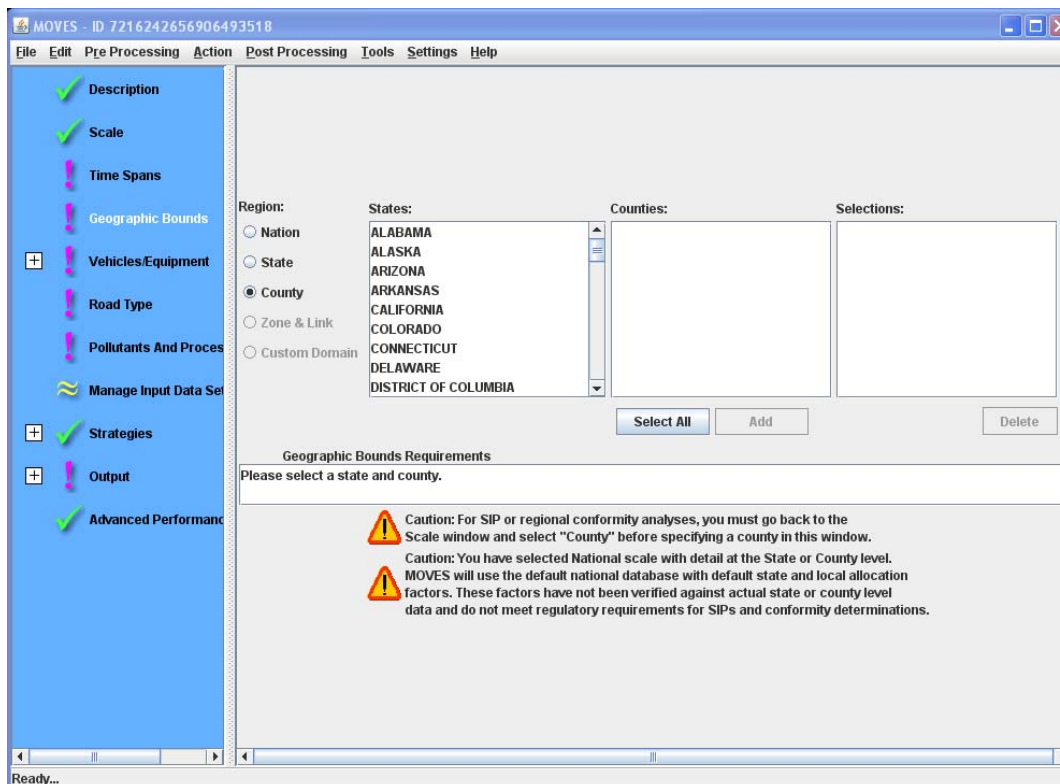 MOVES - ID 7216242656906493518
File Edit Pre Processing Action Post Processing Tools Settings Help
Description
Scale
Time Spans
Geographic Bounds
Vehicles/Equipment
Road Type
Pollutants And Proces
Manage Input Data Set
Strategies
Output
Advanced Performanc
Region:
Nation
State
County
Zone & Link
Custom Domain
States:
ALABAMA
ALASKA
ARIZONA
ARKANSAS
CALIFORNIA
COLORADO
CONNECTICUT
DELAWARE
DISTRICT OF COLUMBIA
Counties:
Selections:
Select All
Add
Delete
Geographic Bounds Requirements
Please select a state and county.
Caution: For SIP or regional conformity analyses, you must go back to the
Scale window and select "County" before specifying a county in this window.
Caution: You have selected National scale with detail at the State or County level.
MOVES will use the default national database with default state and local allocation
factors. These factors have not been verified against actual state or county level
data and do not meet regulatory requirements for SIPs and conformity determinations.
Ready...